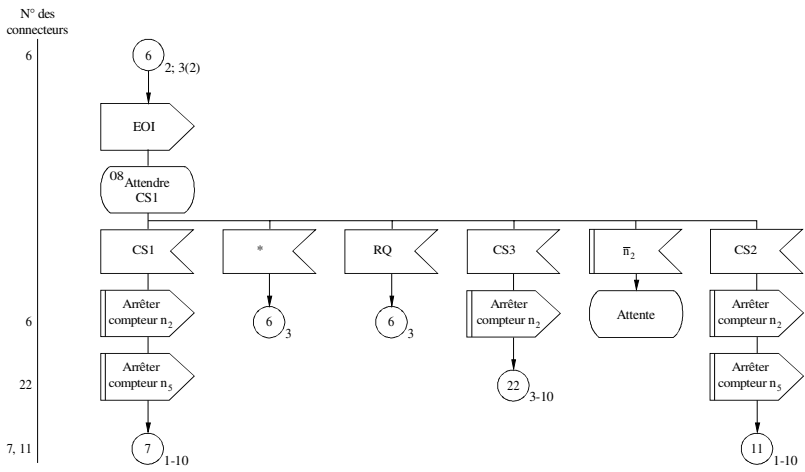 N° des
connecteurs
6
6
2; 3(2)
EOI
08
Attendre
CS1
CS1
*
RQ
CS3
n̅₂
CS2
6
Arrêter
compteur n₂
6
3
6
3
Arrêter
compteur n₂
Attente
Arrêter
compteur n₂
22
Arrêter
compteur n₅
22
3-10
Arrêter
compteur n₅
7, 11
7
1-10
11
1-10